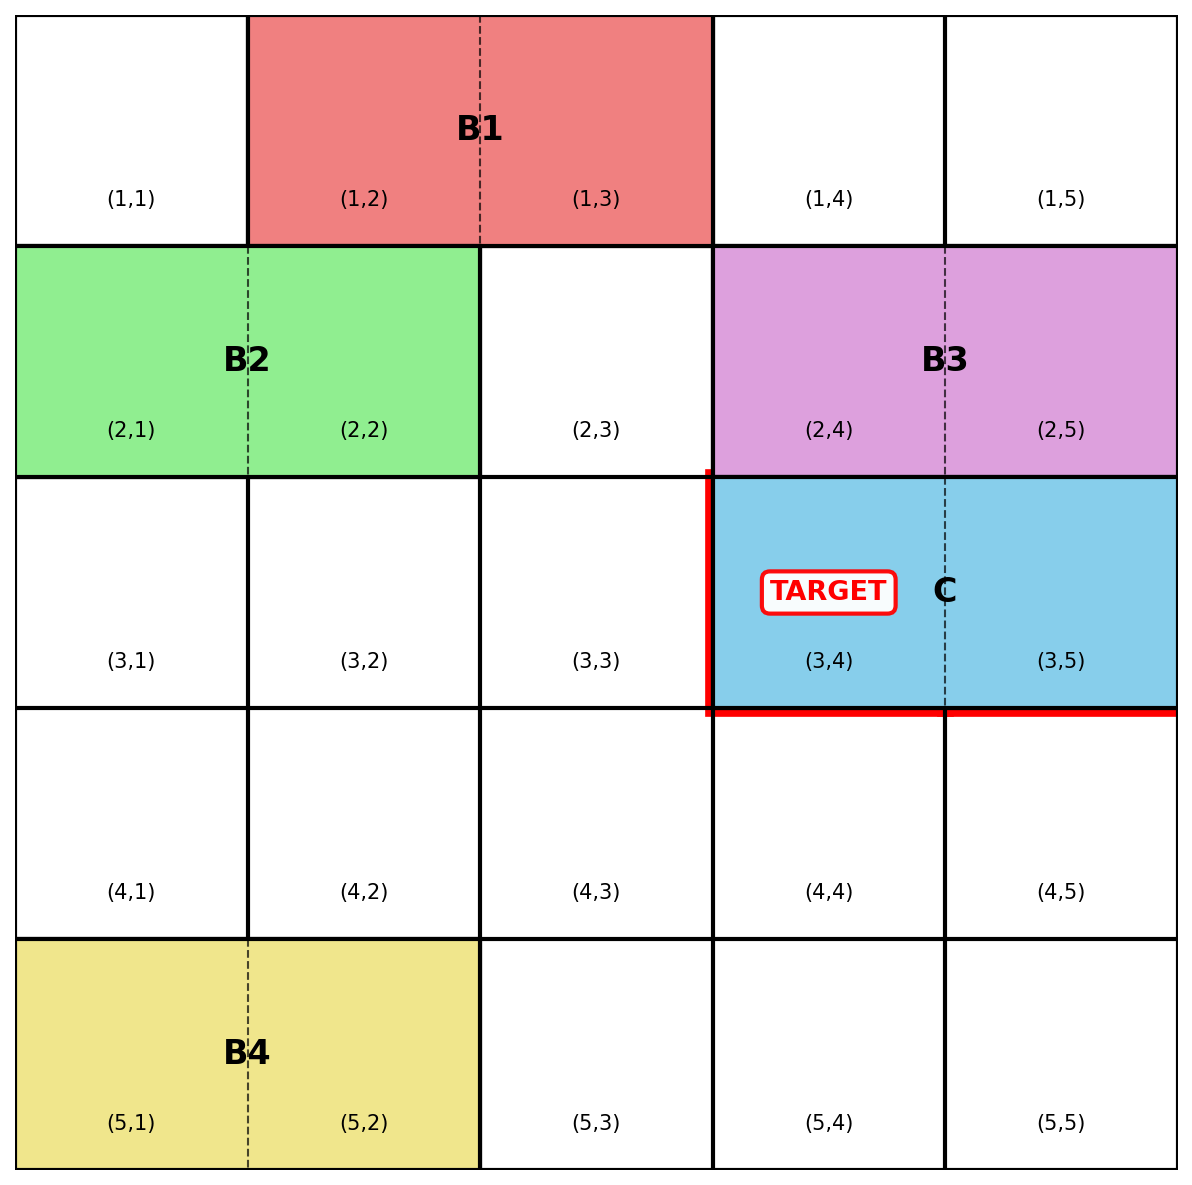 B1
(1,1) (1,2) (1,3) (1,4) (1,5)
B2 B3
(2,1) (2,2) (2,3) (2,4) (2,5)
TARGET C
(3,1) (3,2) (3,3) (3,4) (3,5)
(4,1) (4,2) (4,3) (4,4) (4,5)
B4
(5,1) (5,2) (5,3) (5,4) (5,5)